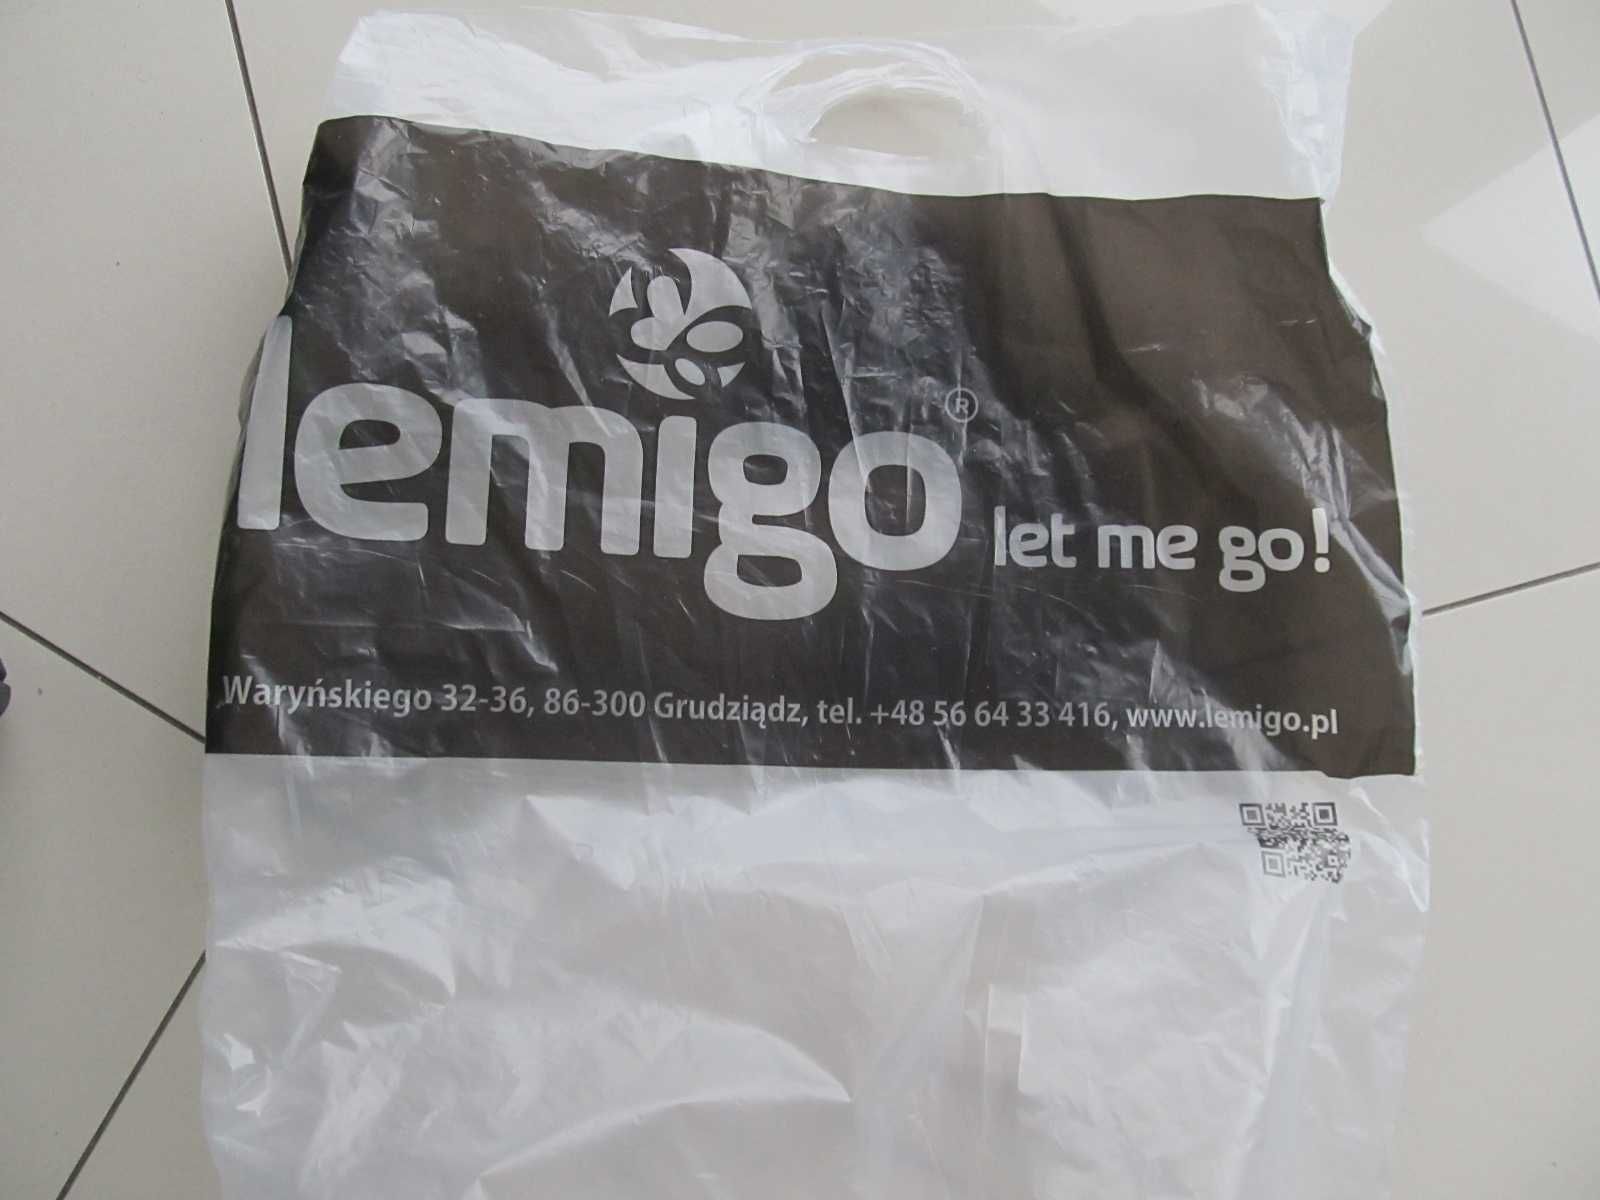 lemigo® let me go!
Waryńskiego 32-36, 86-300 Grudziądz, tel. +48 56 64 33 416, www.lemigo.pl